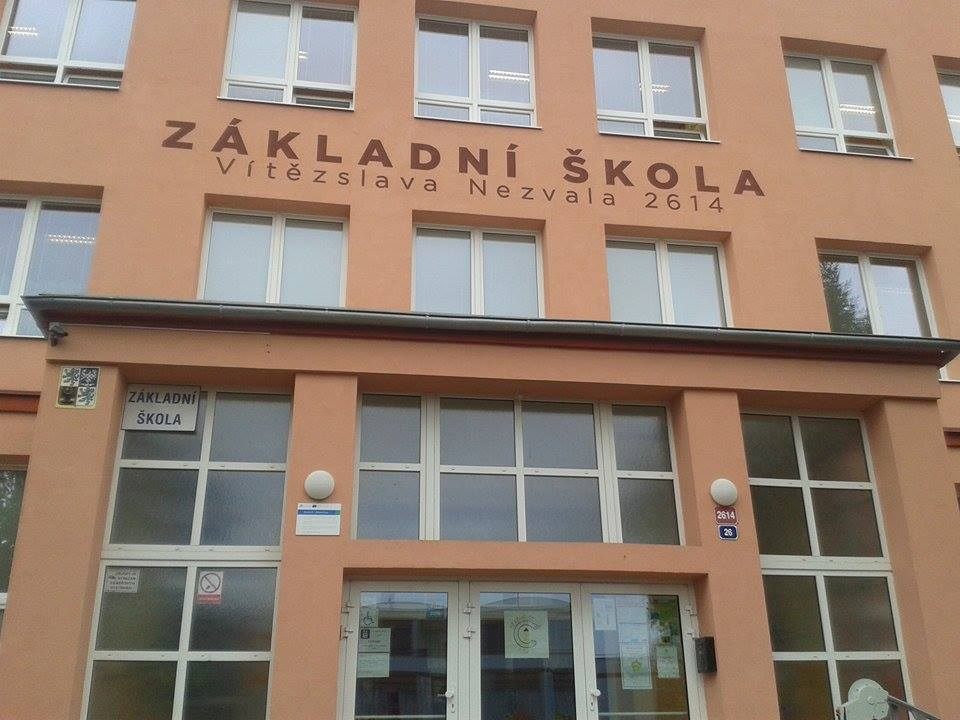 ZÁKLADNÍ ŠKOLA
Vítězslava Nezvala 2614
ZÁKLADNÍ
ŠKOLA
2614
26